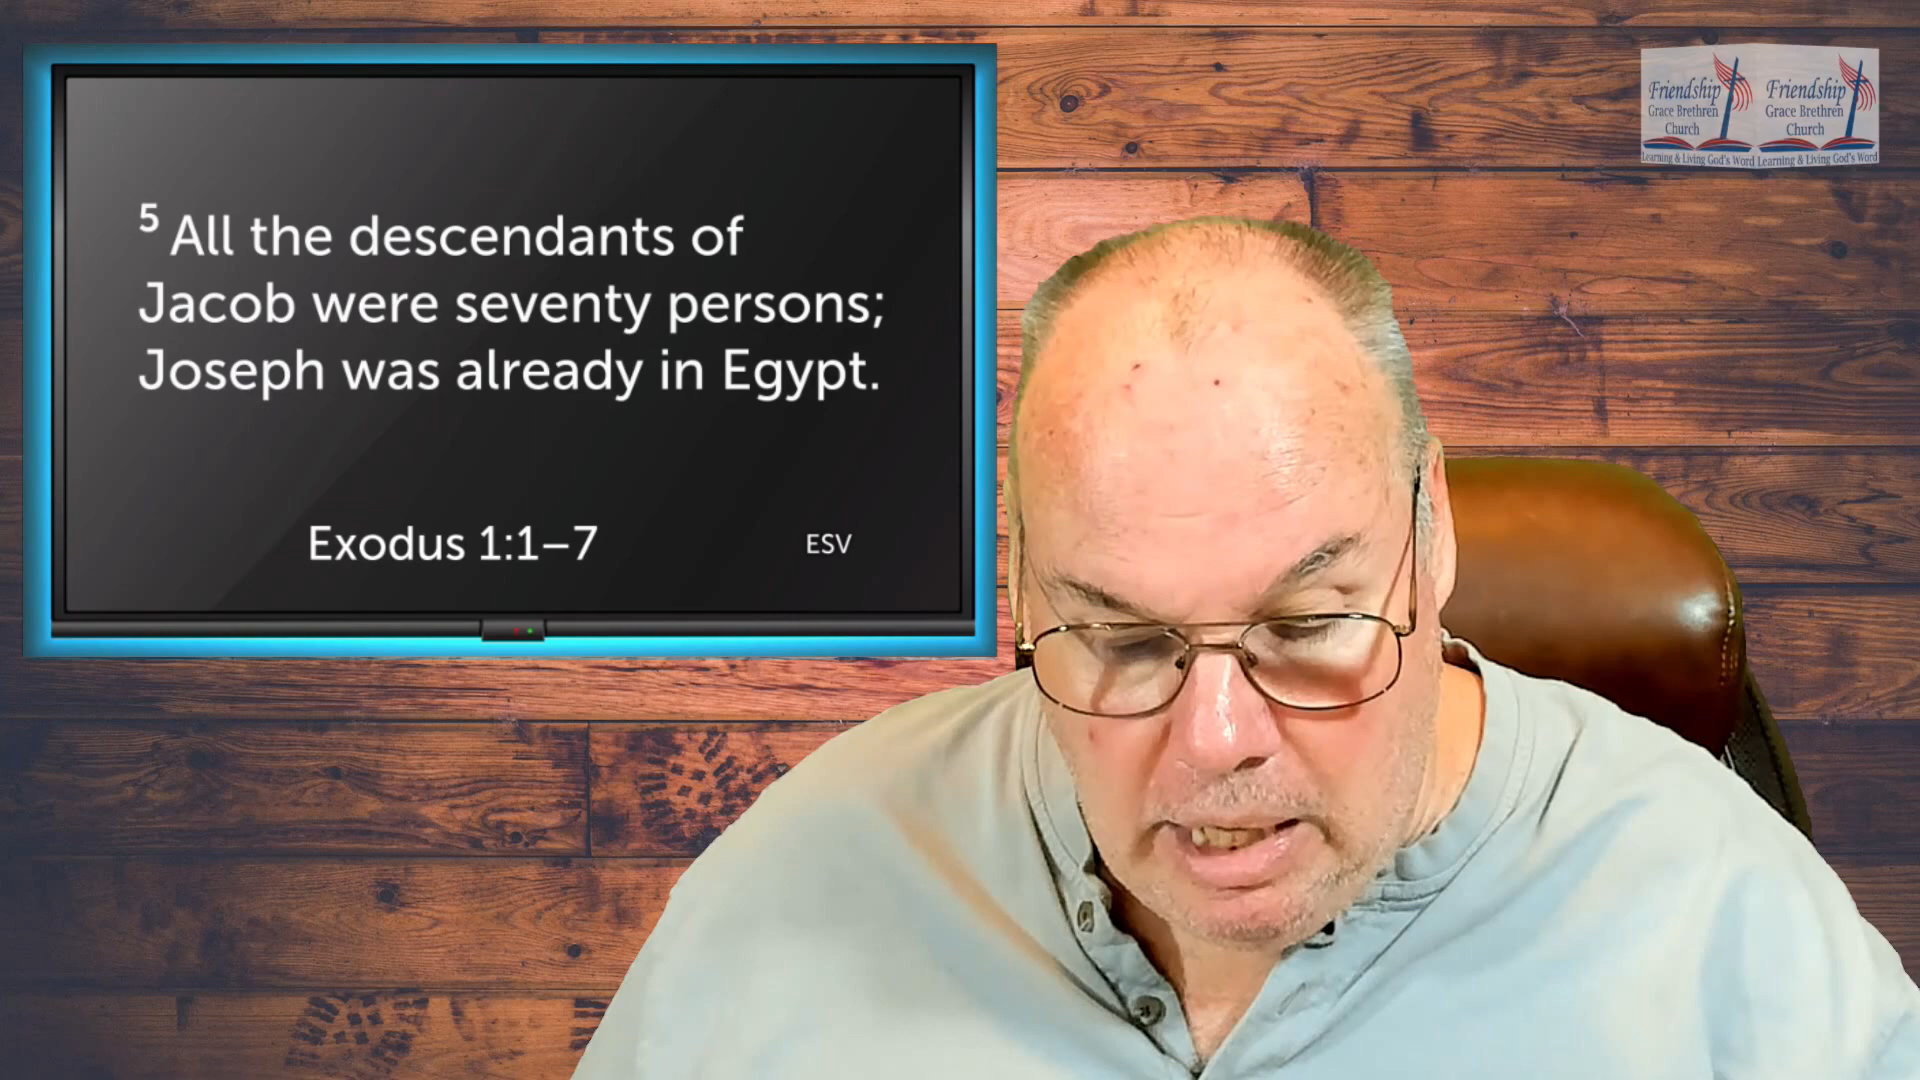 5 All the descendants of
Jacob were seventy persons;
Joseph was already in Egypt.
Exodus 1:1–7
ESV
Friendship
Grace Brethren
Church
Learning & Living God's Word
Friendship
Grace Brethren
Church
Learning & Living God's Word